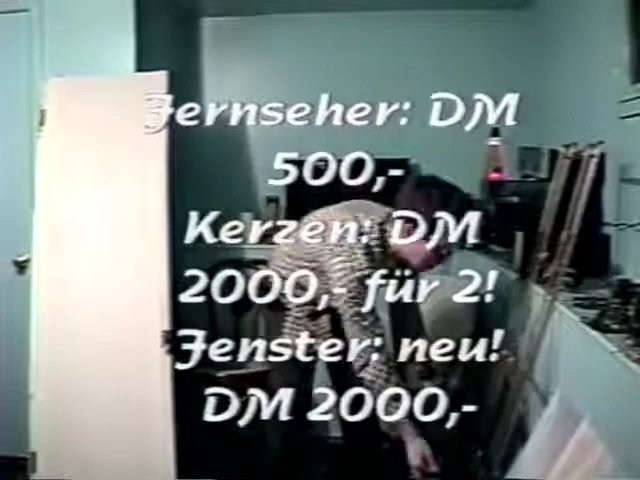 Fernseher: DM
500,-
Kerzen: DM
2000,- für 2!
Fenster: neu!
DM 2000,-